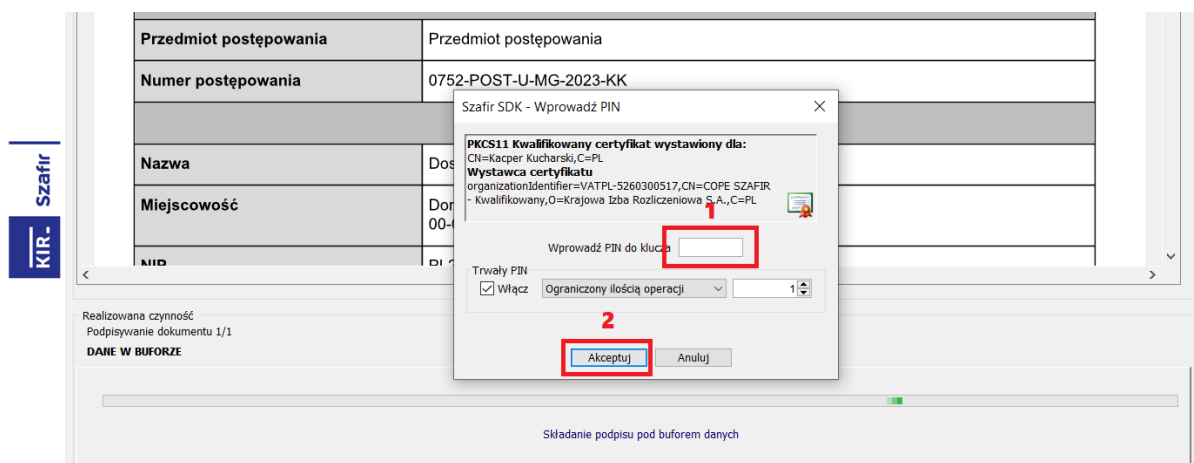 Przedmiot postępowania Przedmiot postępowania
Numer postępowania 0752-POST-U-MG-2023-KK
Szafir SDK - Wprowadź PIN
PKCS11 Kwalifikowany certyfikat wystawiony dla:
CN=Kacper Kucharski,C=PL
Wystawca certyfikatu
organizationIdentifier=VATPL-5260300517,CN=COPE SZAFIR
- Kwalifikowany,O=Krajowa Izba Rozliczeniowa S.A.,C=PL
1
Wprowadź PIN do klucza
Trwały PIN
Włącz Ograniczony ilością operacji 1
2
Akceptuj Anuluj
Nazwa
Miejscowość
NIP
KIR Szafir
Realizowana czynność
Podpisywanie dokumentu 1/1
DANE W BUFORZE
Składanie podpisu pod buforem danych